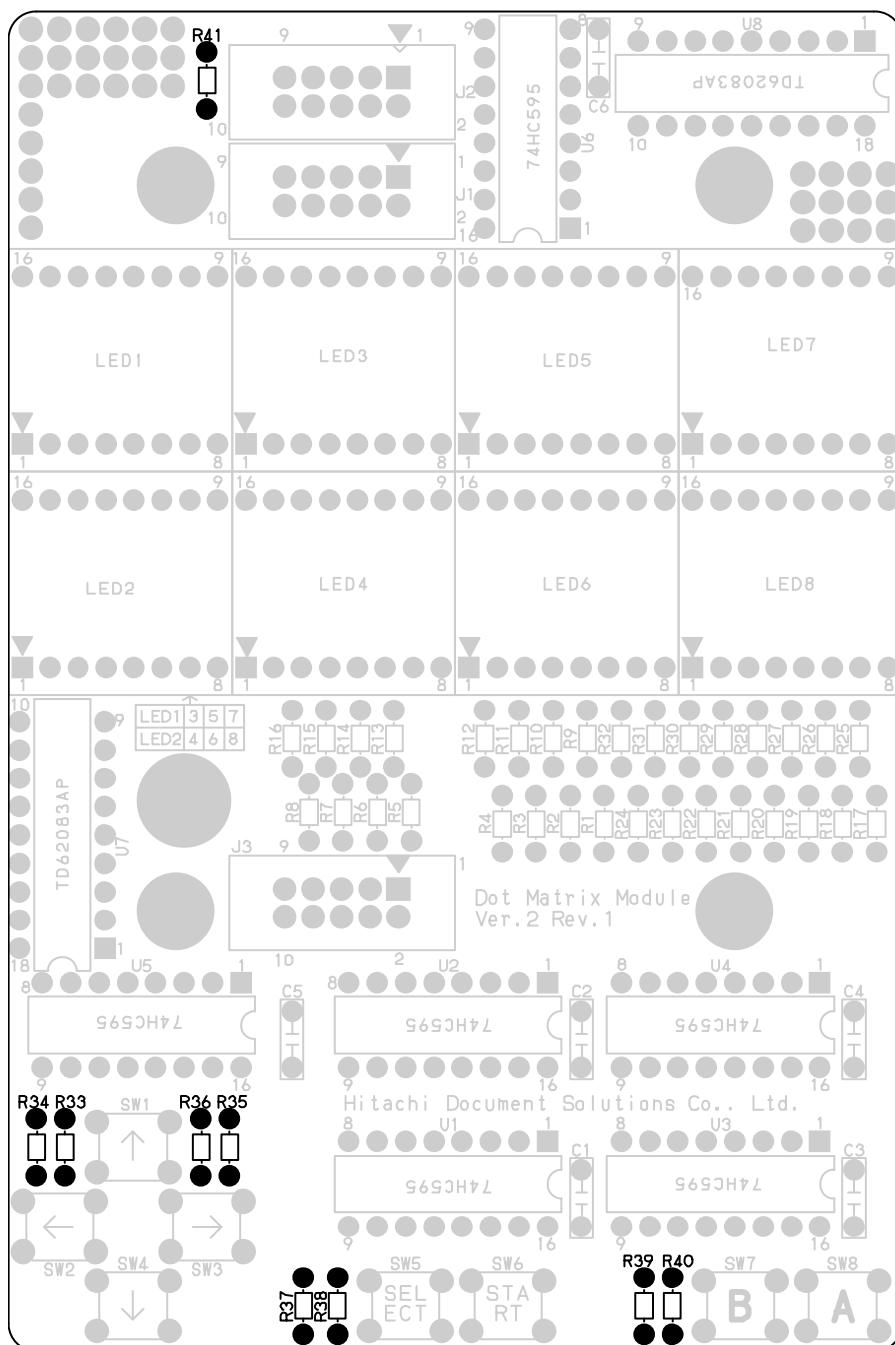 R41
9
1
9
8
9
U8
1
J2
C6
TD62083AP
74HC595
U6
10
2
9
1
10
18
J1
10
2
16
1
16
9
16
9
16
9
16
9
LED1
LED3
LED5
LED7
1
8
1
8
1
8
1
8
16
9
16
9
16
9
16
9
LED2
LED4
LED6
LED8
1
8
1
8
1
8
1
8
10
9
LED1 3 5 7
LED2 4 6 8
R16 R15 R14 R13
R12 R11 R10 R9 R32 R31 R30 R29 R28 R27 R26 R25
R8 R7 R6 R5
R4 R3 R2 R1 R24 R23 R22 R21 R20 R19 R18 R17
TD62083AP
U7
J3
9
1
Dot Matrix Module
Ver.2 Rev.1
1
18
10
2
U5
1
U2
1
U4
1
8
8
8
C5
C2
C4
74HC595
74HC595
74HC595
9
16
9
16
9
16
R34 R33
SW1
R36 R35
Hitachi Document Solutions Co., Ltd.
8
U1
1
8
U3
1
C1
C3
74HC595
74HC595
9
16
9
16
SW2
SW4
SW3
SW5
SW6
R39 R40
SW7
SW8
R37
R38
SEL
ECT
STA
RT
B
A